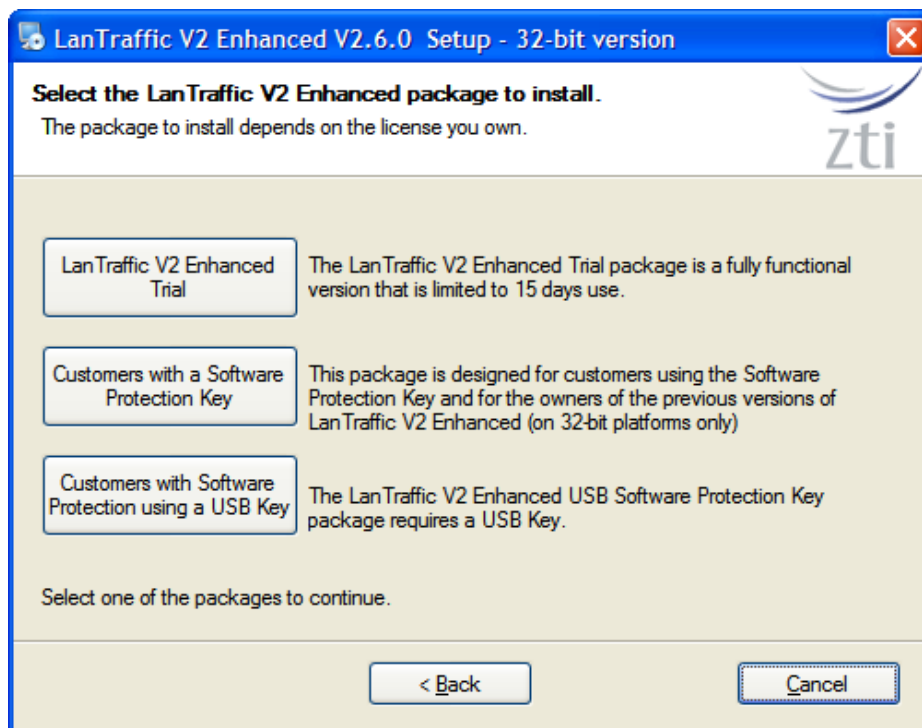 LanTraffic V2 Enhanced V2.6.0 Setup - 32-bit version
Select the LanTraffic V2 Enhanced package to install.
The package to install depends on the license you own.
zti
LanTraffic V2 Enhanced
Trial
The LanTraffic V2 Enhanced Trial package is a fully functional
version that is limited to 15 days use.
Customers with a Software
Protection Key
This package is designed for customers using the Software
Protection Key and for the owners of the previous versions of
LanTraffic V2 Enhanced (on 32-bit platforms only)
Customers with Software
Protection using a USB Key
The LanTraffic V2 Enhanced USB Software Protection Key
package requires a USB Key.
Select one of the packages to continue.
< Back
Cancel